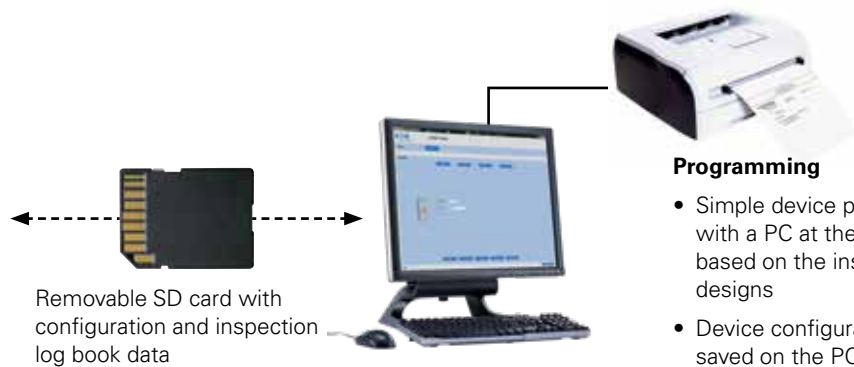 Removable SD card with
configuration and inspection
log book data
Programming
• Simple device p
with a PC at the
based on the ins
designs
• Device configura
saved on the PC